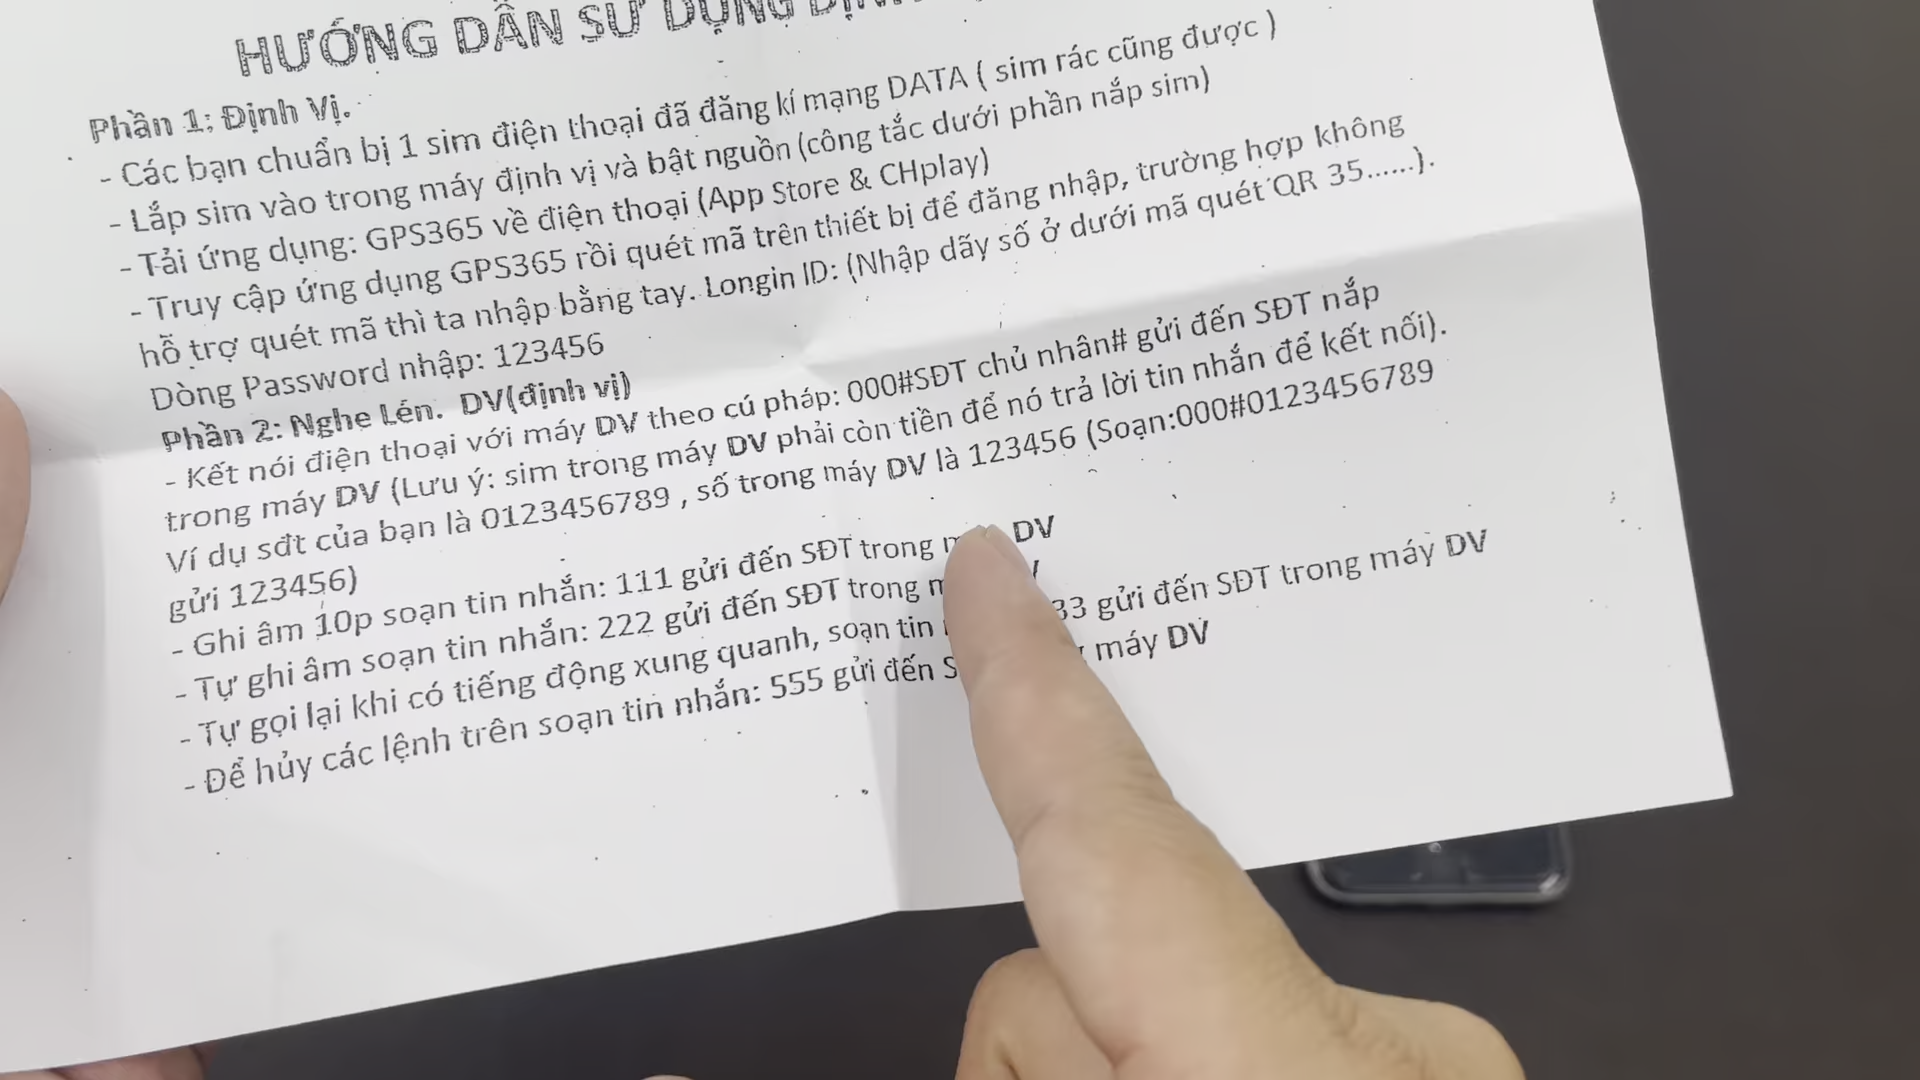 HƯỚNG DẪN SỬ DỤNG ĐỊNH
Phần 1: Định Vị.
- Các bạn chuẩn bị 1 sim điện thoại đã đăng kí mạng DATA ( sim rác cũng được )
- Lắp sim vào trong máy định vị và bật nguồn (công tắc dưới phần nắp sim)
- Tải ứng dụng: GPS365 về điện thoại (App Store & CHplay)
- Truy cập ứng dụng GPS365 rồi quét mã trên thiết bị để đăng nhập, trường hợp không
hỗ trợ quét mã thì ta nhập bằng tay. Longin ID: (Nhập dãy số ở dưới mã quét QR 35......).
Dòng Password nhập: 123456
Phần 2: Nghe Lén. DV(định vị)
- Kết nối điện thoại với máy DV theo cú pháp: 000#SĐT chủ nhân# gửi đến SĐT nắp
trong máy DV (Lưu ý: sim trong máy DV phải còn tiền để nó trả lời tin nhắn để kết nối).
Ví dụ sđt của bạn là 0123456789 , số trong máy DV là 123456 (Soạn:000#0123456789
gửi 123456)
- Ghi âm 10p soạn tin nhắn: 111 gửi đến SĐT trong DV
- Tự ghi âm soạn tin nhắn: 222 gửi đến SĐT trong
- Tự gọi lại khi có tiếng động xung quanh, soạn tin 33 gửi đến SĐT trong máy DV
- Để hủy các lệnh trên soạn tin nhắn: 555 gửi đến máy DV